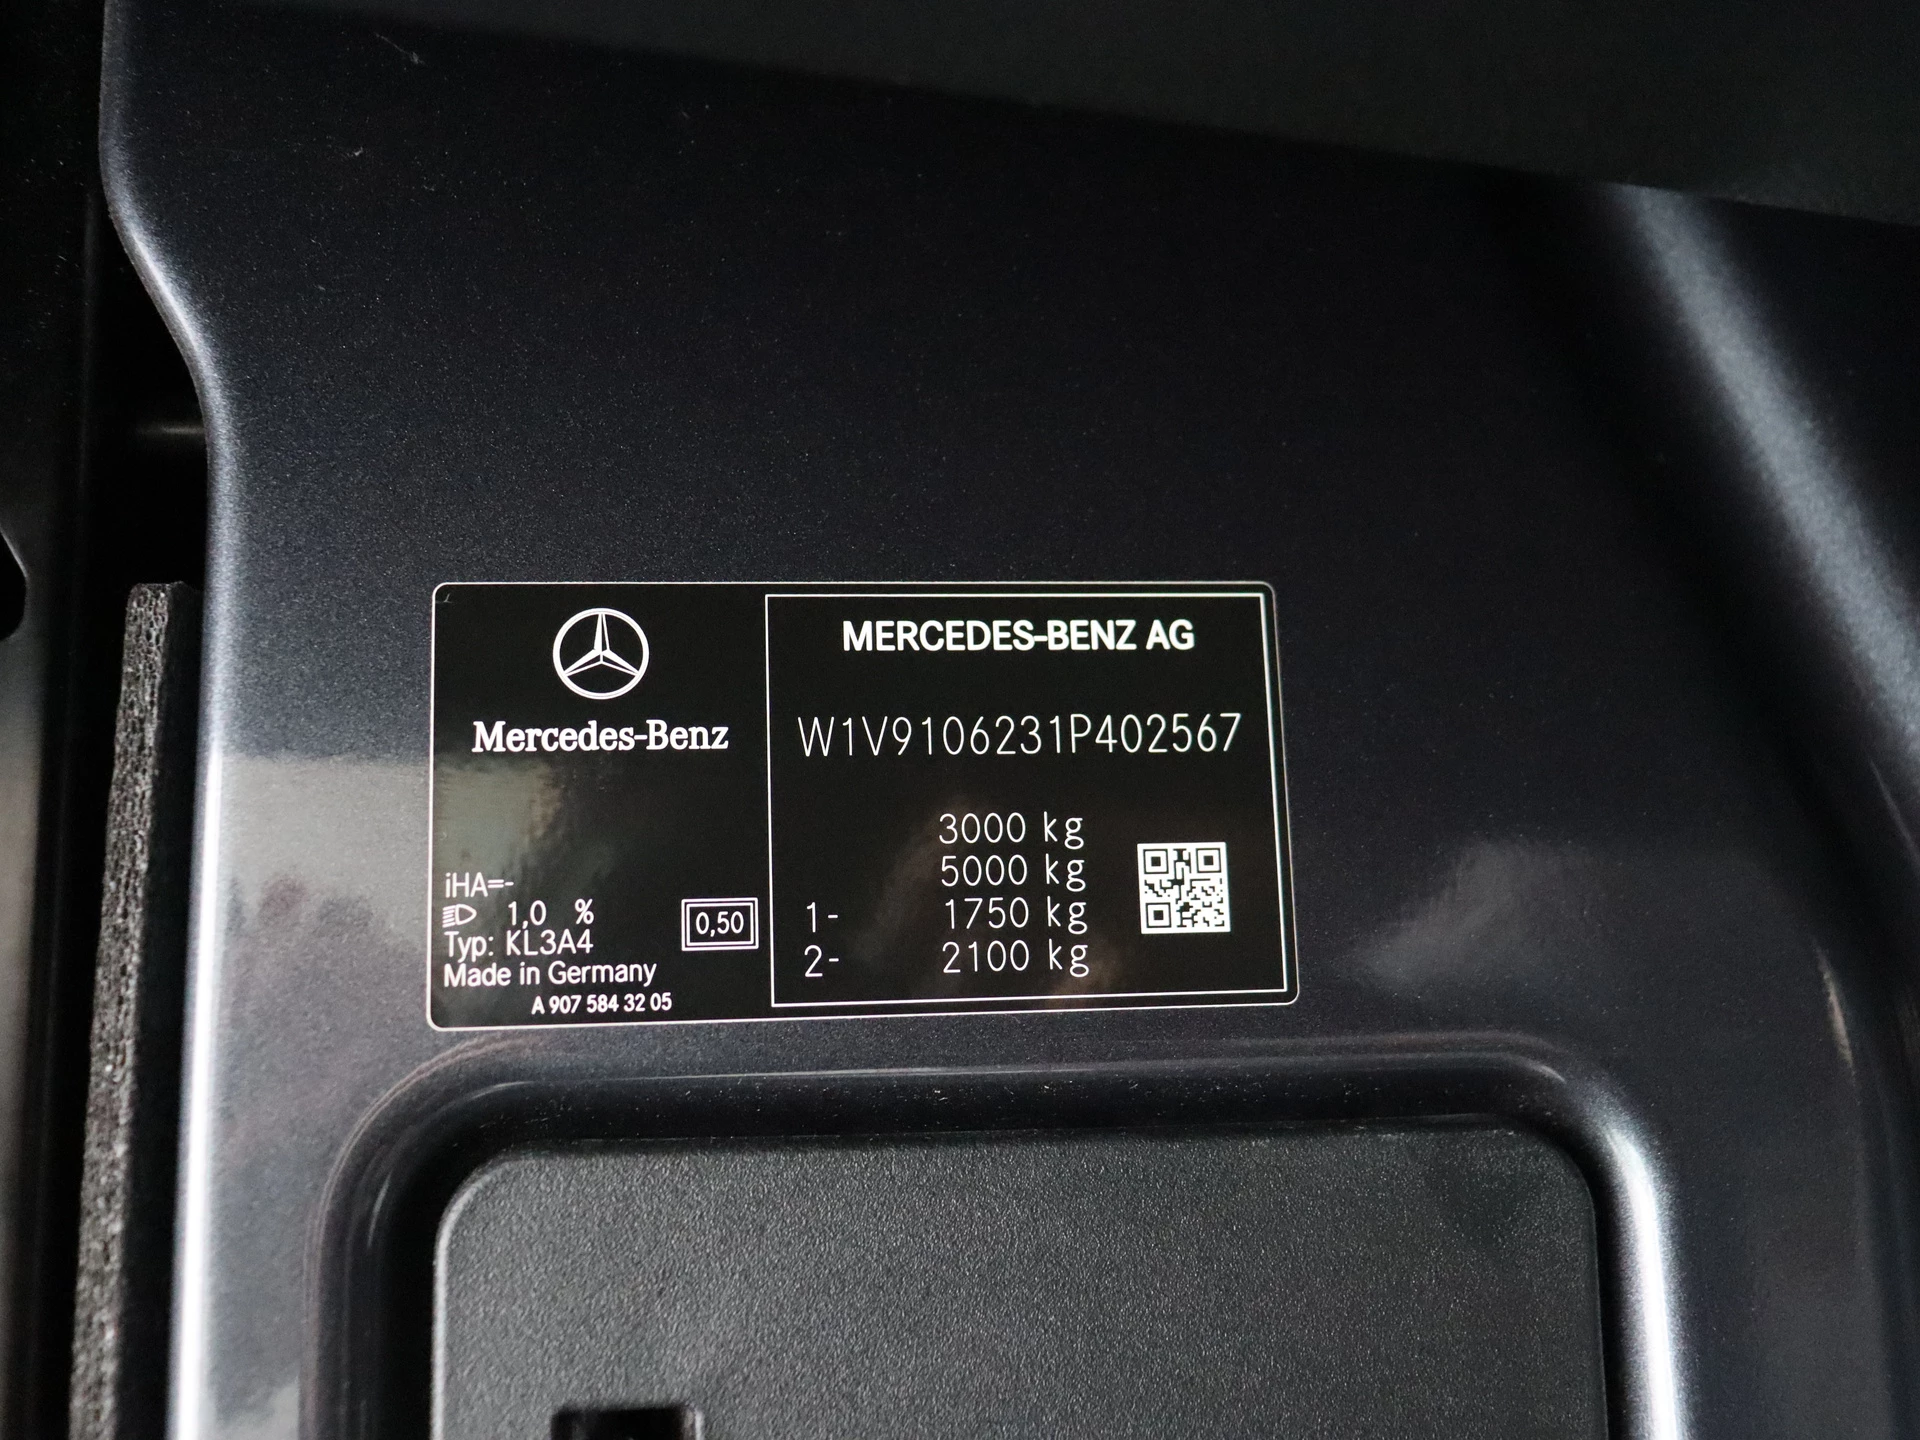 Mercedes-Benz
iHA=-
1,0 %
Typ: KL3A4
Made in Germany
A 907 584 32 05
0,50
MERCEDES-BENZ AG
W1V9106231P402567
3000 kg
5000 kg
1- 1750 kg
2- 2100 kg